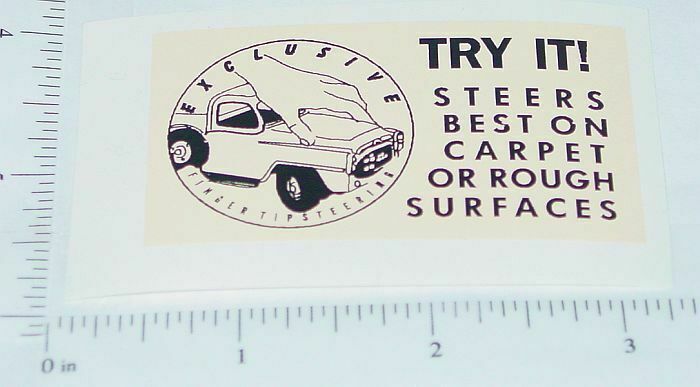 EXCLUSIVE
FINGER TIP STEERING
TRY IT!
STEERS
BEST ON
CARPET
OR ROUGH
SURFACES
4
0 in
1
2
3